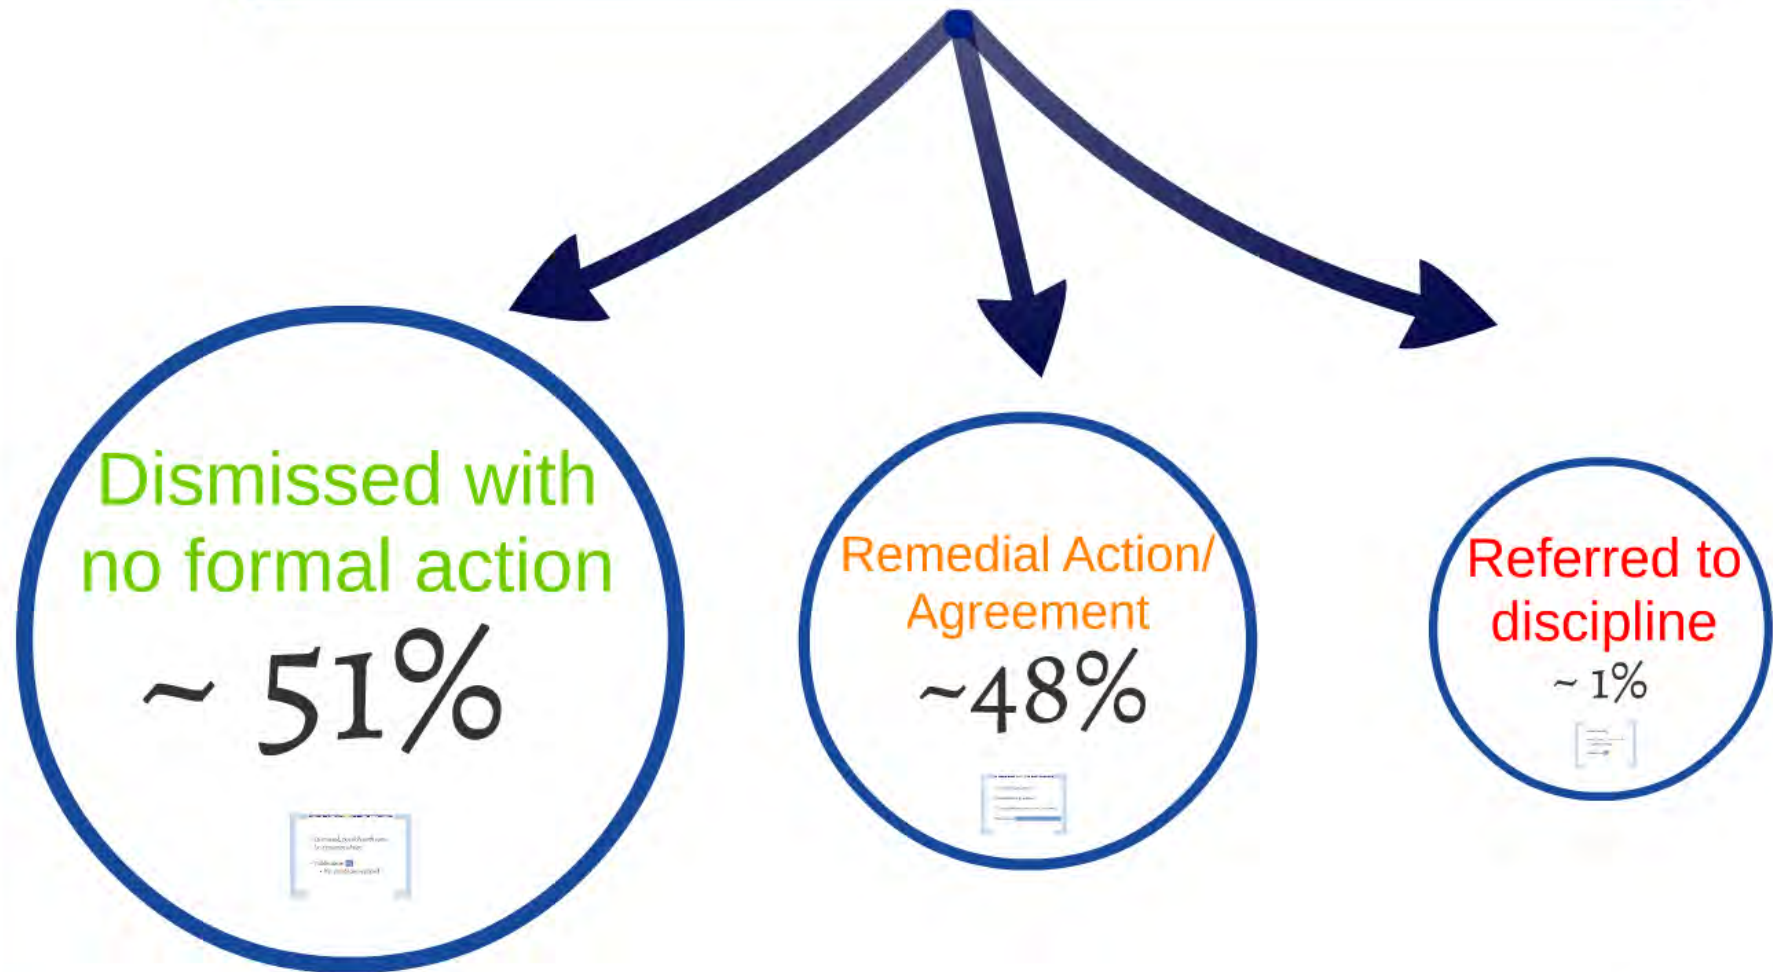 Dismissed with
no formal action
~ 51%
Remedial Action/
Agreement
~48%
Referred to
discipline
~ 1%